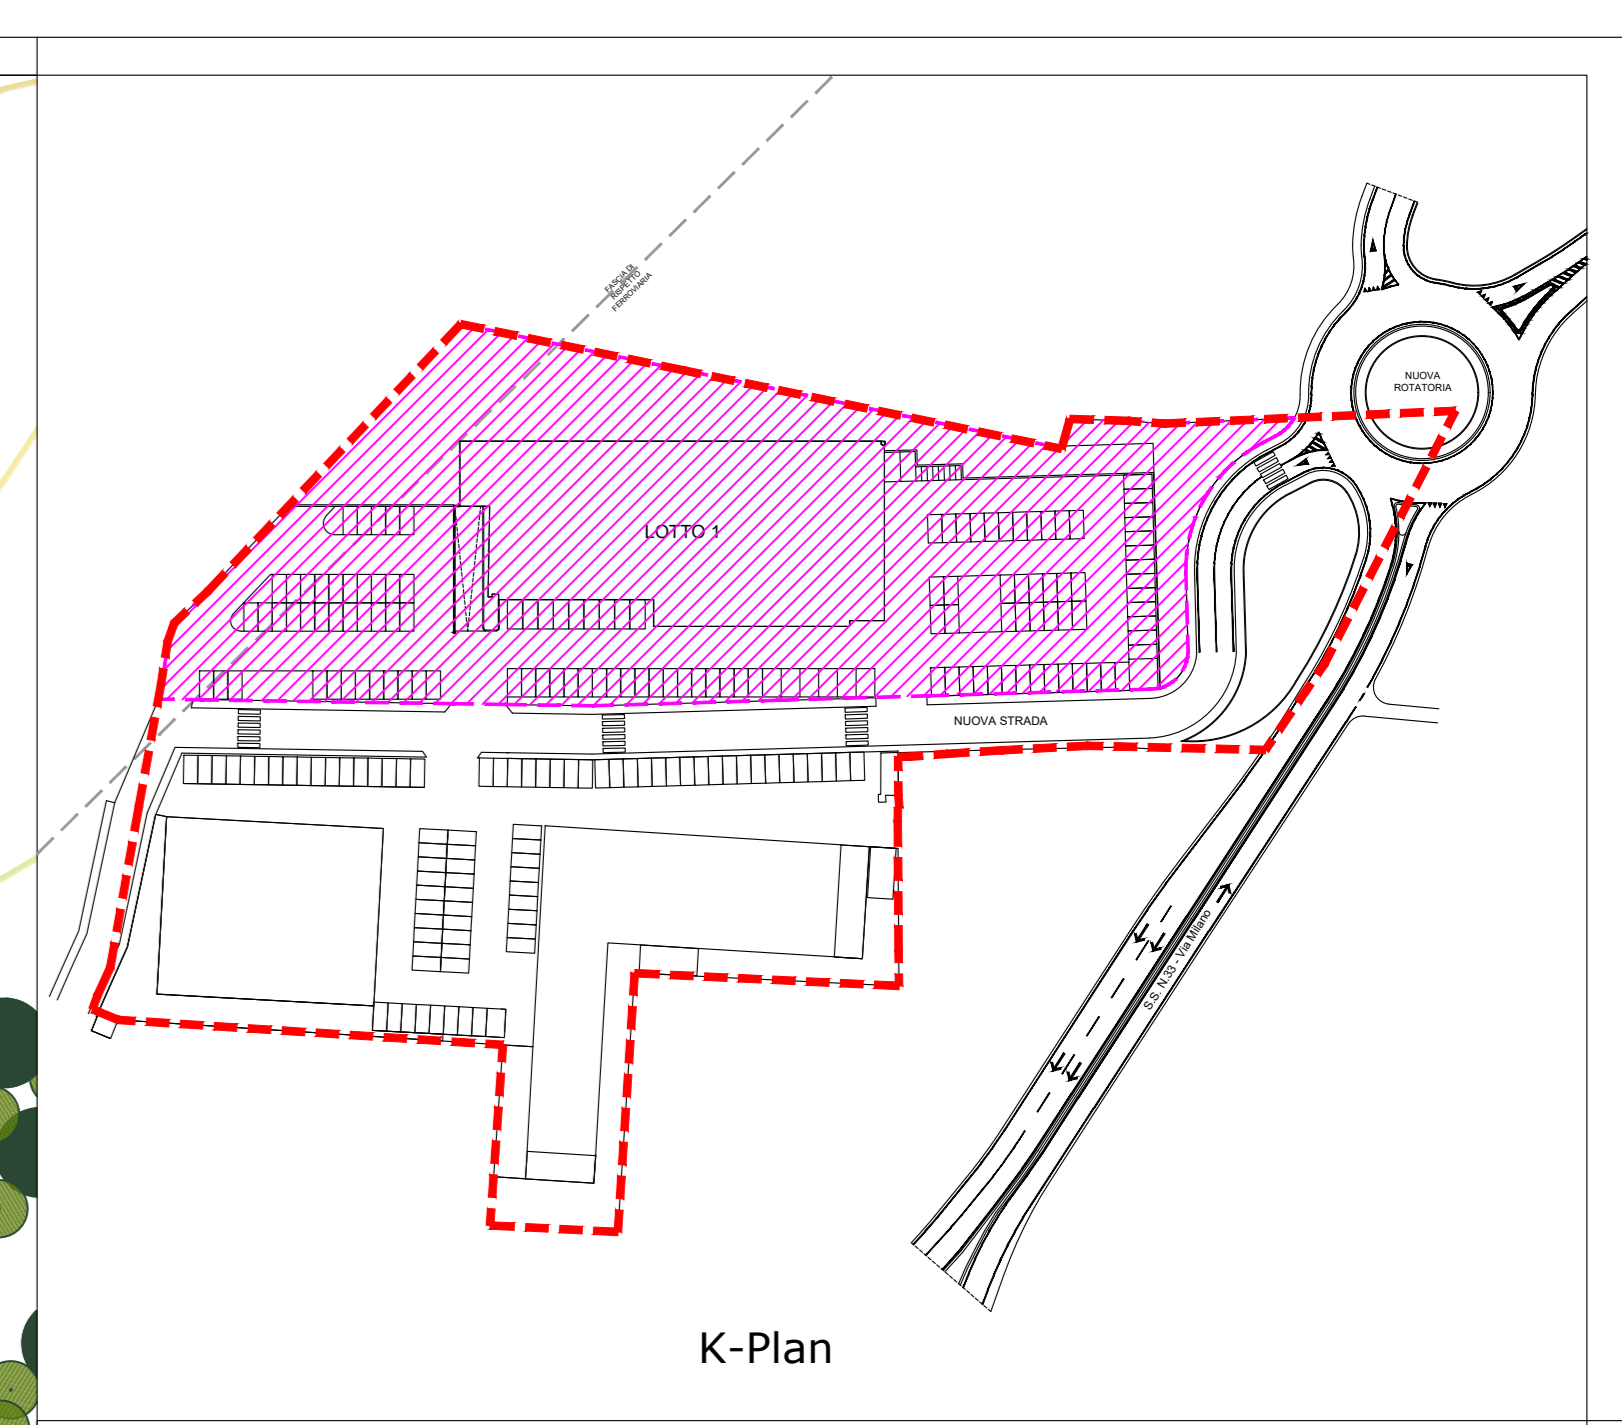 FASCIA DI
RISPETTO
FERROVIARIA
NUOVA
ROTATORIA
LOTTO 1
NUOVA STRADA
S.S. N.33 - Via Milano
K-Plan